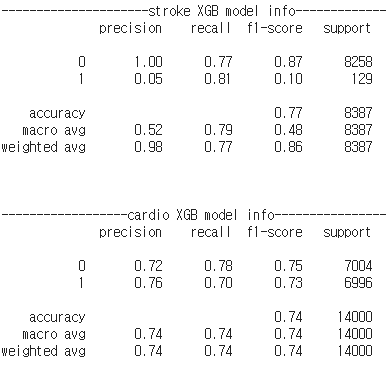 ------------------stroke XGB model info-------------
precision recall f1-score support
0 1.00 0.77 0.87 8258
1 0.05 0.81 0.10 129
accuracy 0.77 8387
macro avg 0.52 0.79 0.48 8387
weighted avg 0.98 0.77 0.86 8387
------------------cardio XGB model info----------------
precision recall f1-score support
0 0.72 0.78 0.75 7004
1 0.76 0.70 0.73 6996
accuracy 0.74 14000
macro avg 0.74 0.74 0.74 14000
weighted avg 0.74 0.74 0.74 14000